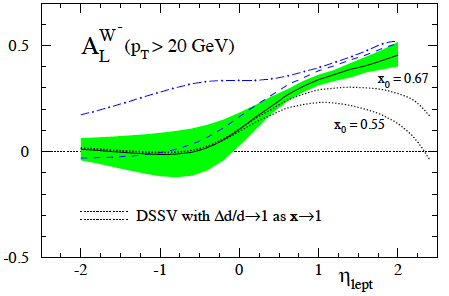 A_L^{W^-} (p_T > 20 GeV)
0.5
x_0 = 0.67
x_0 = 0.55
0
DSSV with Δd/d→1 as x→1
-0.5
-2 -1 0 1 2
η_lept